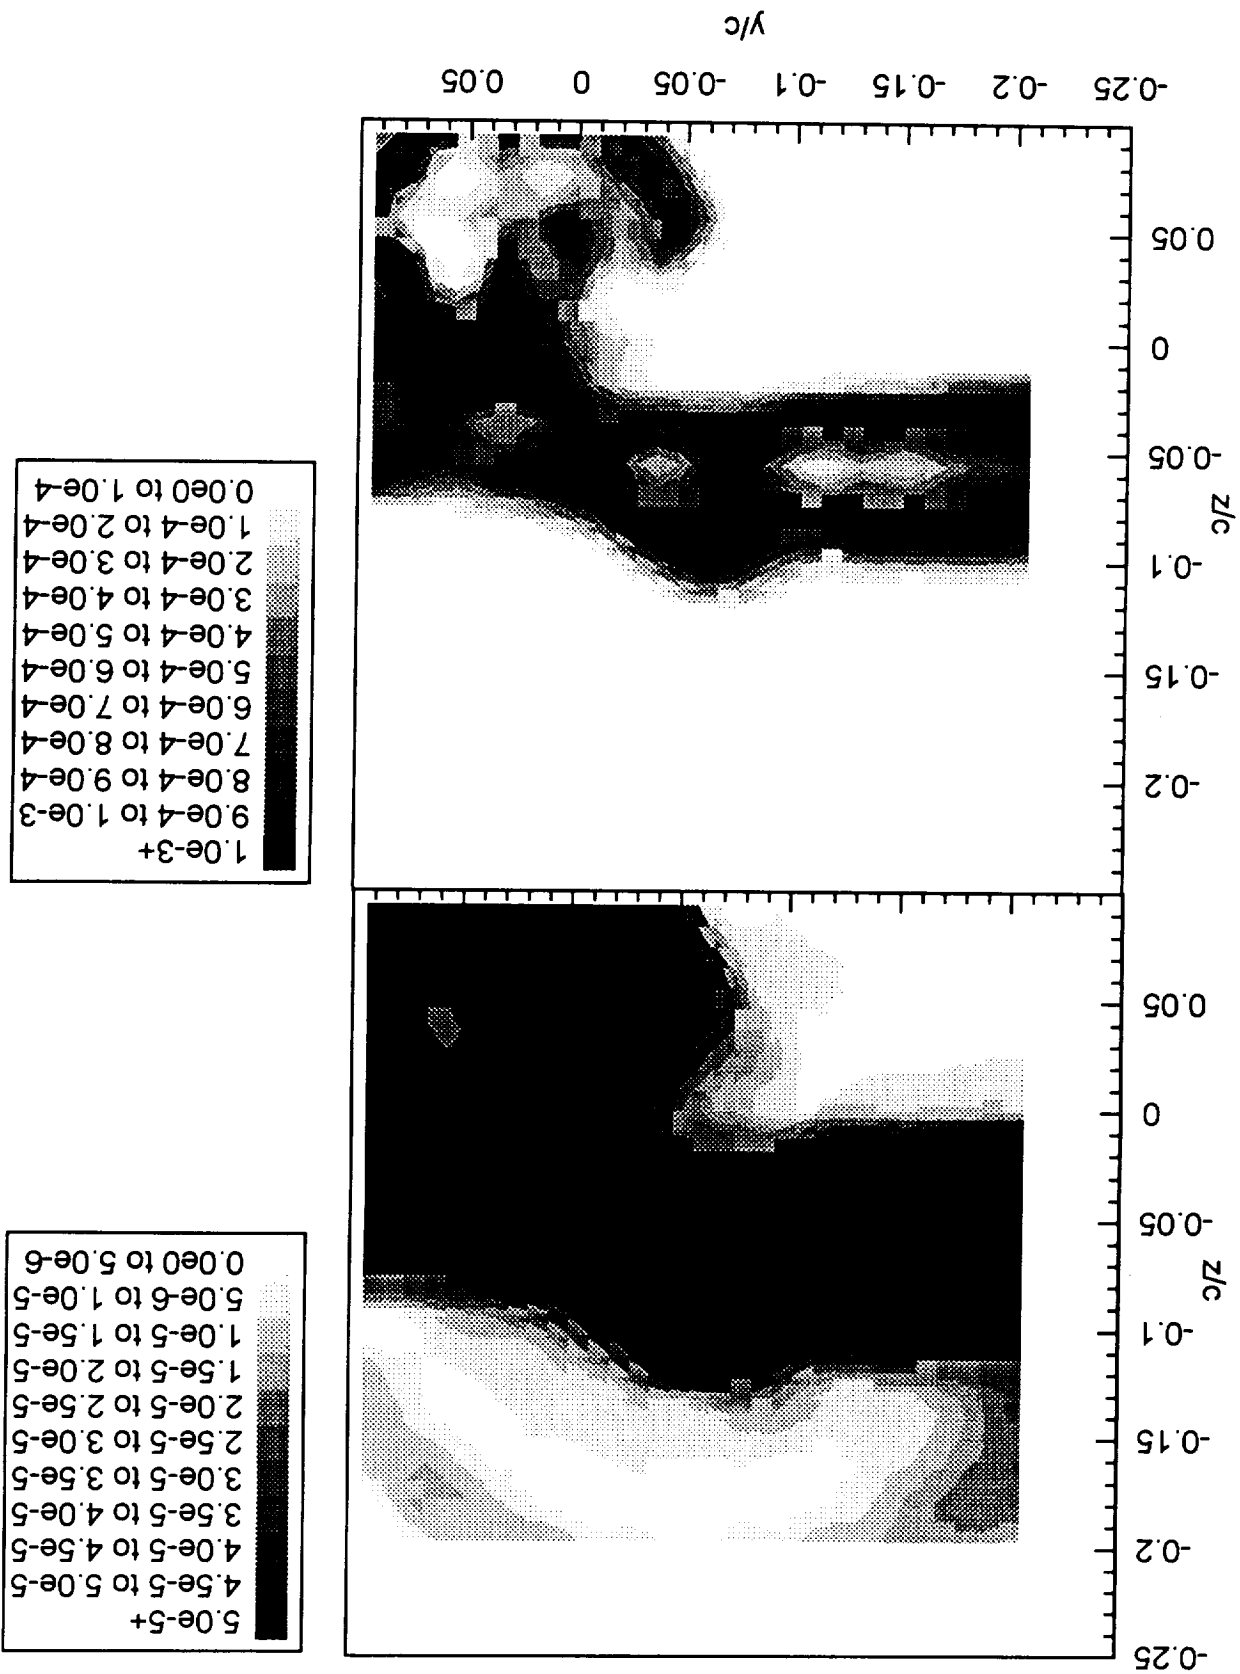 -0.25
-0.2
-0.15
-0.1
z/c
-0.05
0
0.05
5.0e-5+
4.5e-5 to 5.0e-5
4.0e-5 to 4.5e-5
3.5e-5 to 4.0e-5
3.0e-5 to 3.5e-5
2.5e-5 to 3.0e-5
2.0e-5 to 2.5e-5
1.5e-5 to 2.0e-5
1.0e-5 to 1.5e-5
5.0e-6 to 1.0e-5
0.0e0 to 5.0e-6
-0.2
-0.15
-0.1
z/c
-0.05
0
0.05
1.0e-3+
9.0e-4 to 1.0e-3
8.0e-4 to 9.0e-4
7.0e-4 to 8.0e-4
6.0e-4 to 7.0e-4
5.0e-4 to 6.0e-4
4.0e-4 to 5.0e-4
3.0e-4 to 4.0e-4
2.0e-4 to 3.0e-4
1.0e-4 to 2.0e-4
0.0e0 to 1.0e-4
-0.25 -0.2 -0.15 -0.1 -0.05 0 0.05
y/c